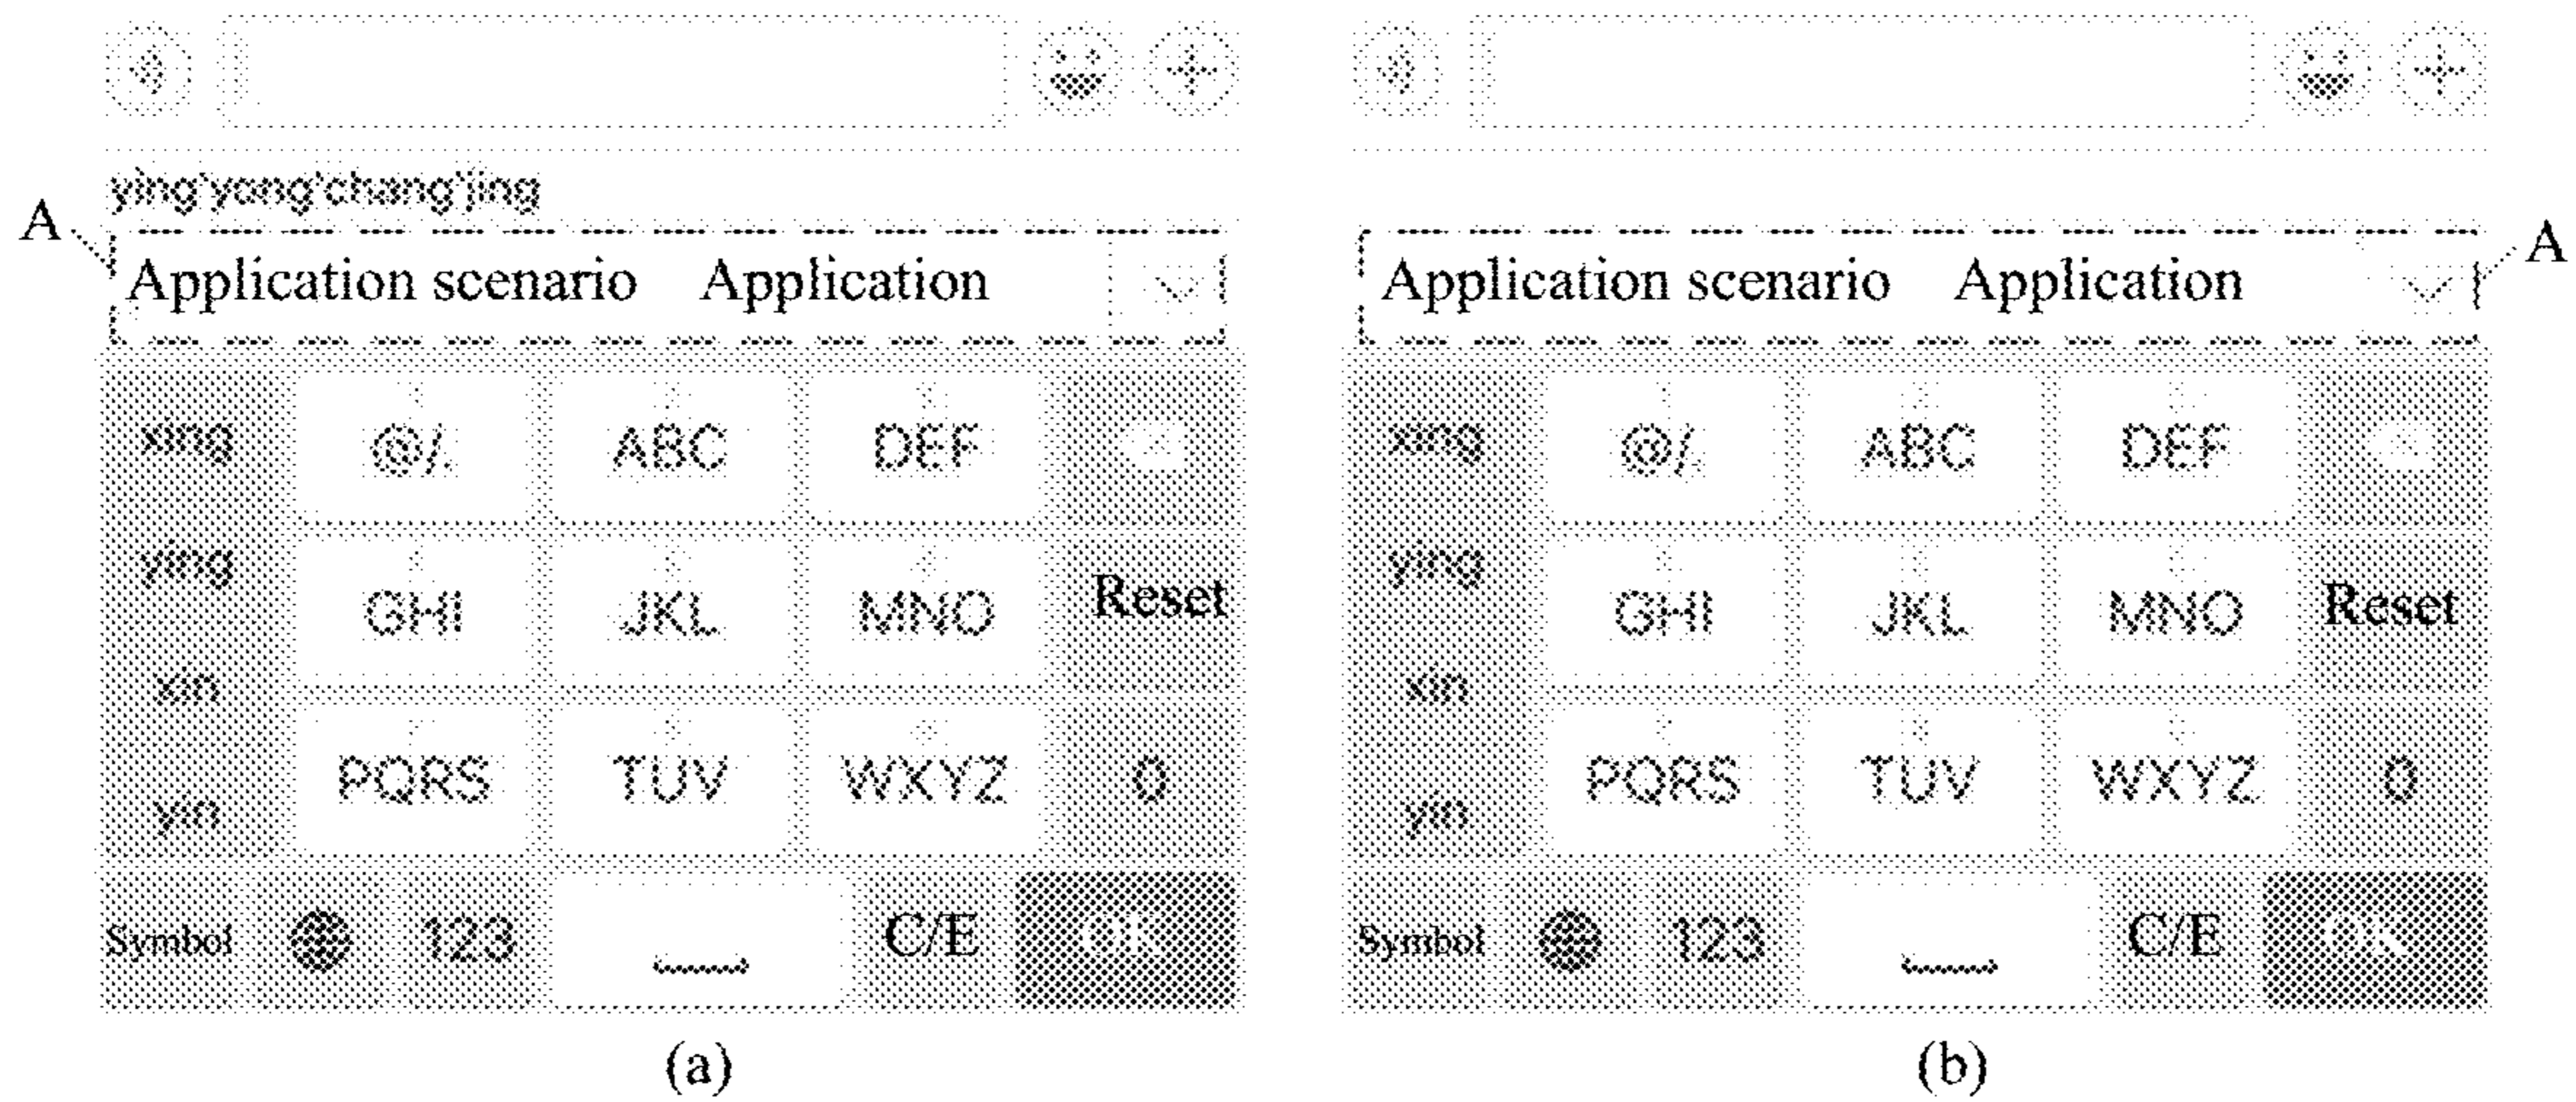 ying'yong'chang'jing
A
Application scenario Application
xing @/. ABC DEF
ying GHI JKL MNO Reset
xin
PQRS TUV WXYZ 0
yin
Symbol 123 C/E
(a)
A
Application scenario Application
xing @/. ABC DEF
ying GHI JKL MNO Reset
xin
PQRS TUV WXYZ 0
yin
Symbol 123 C/E OK
(b)